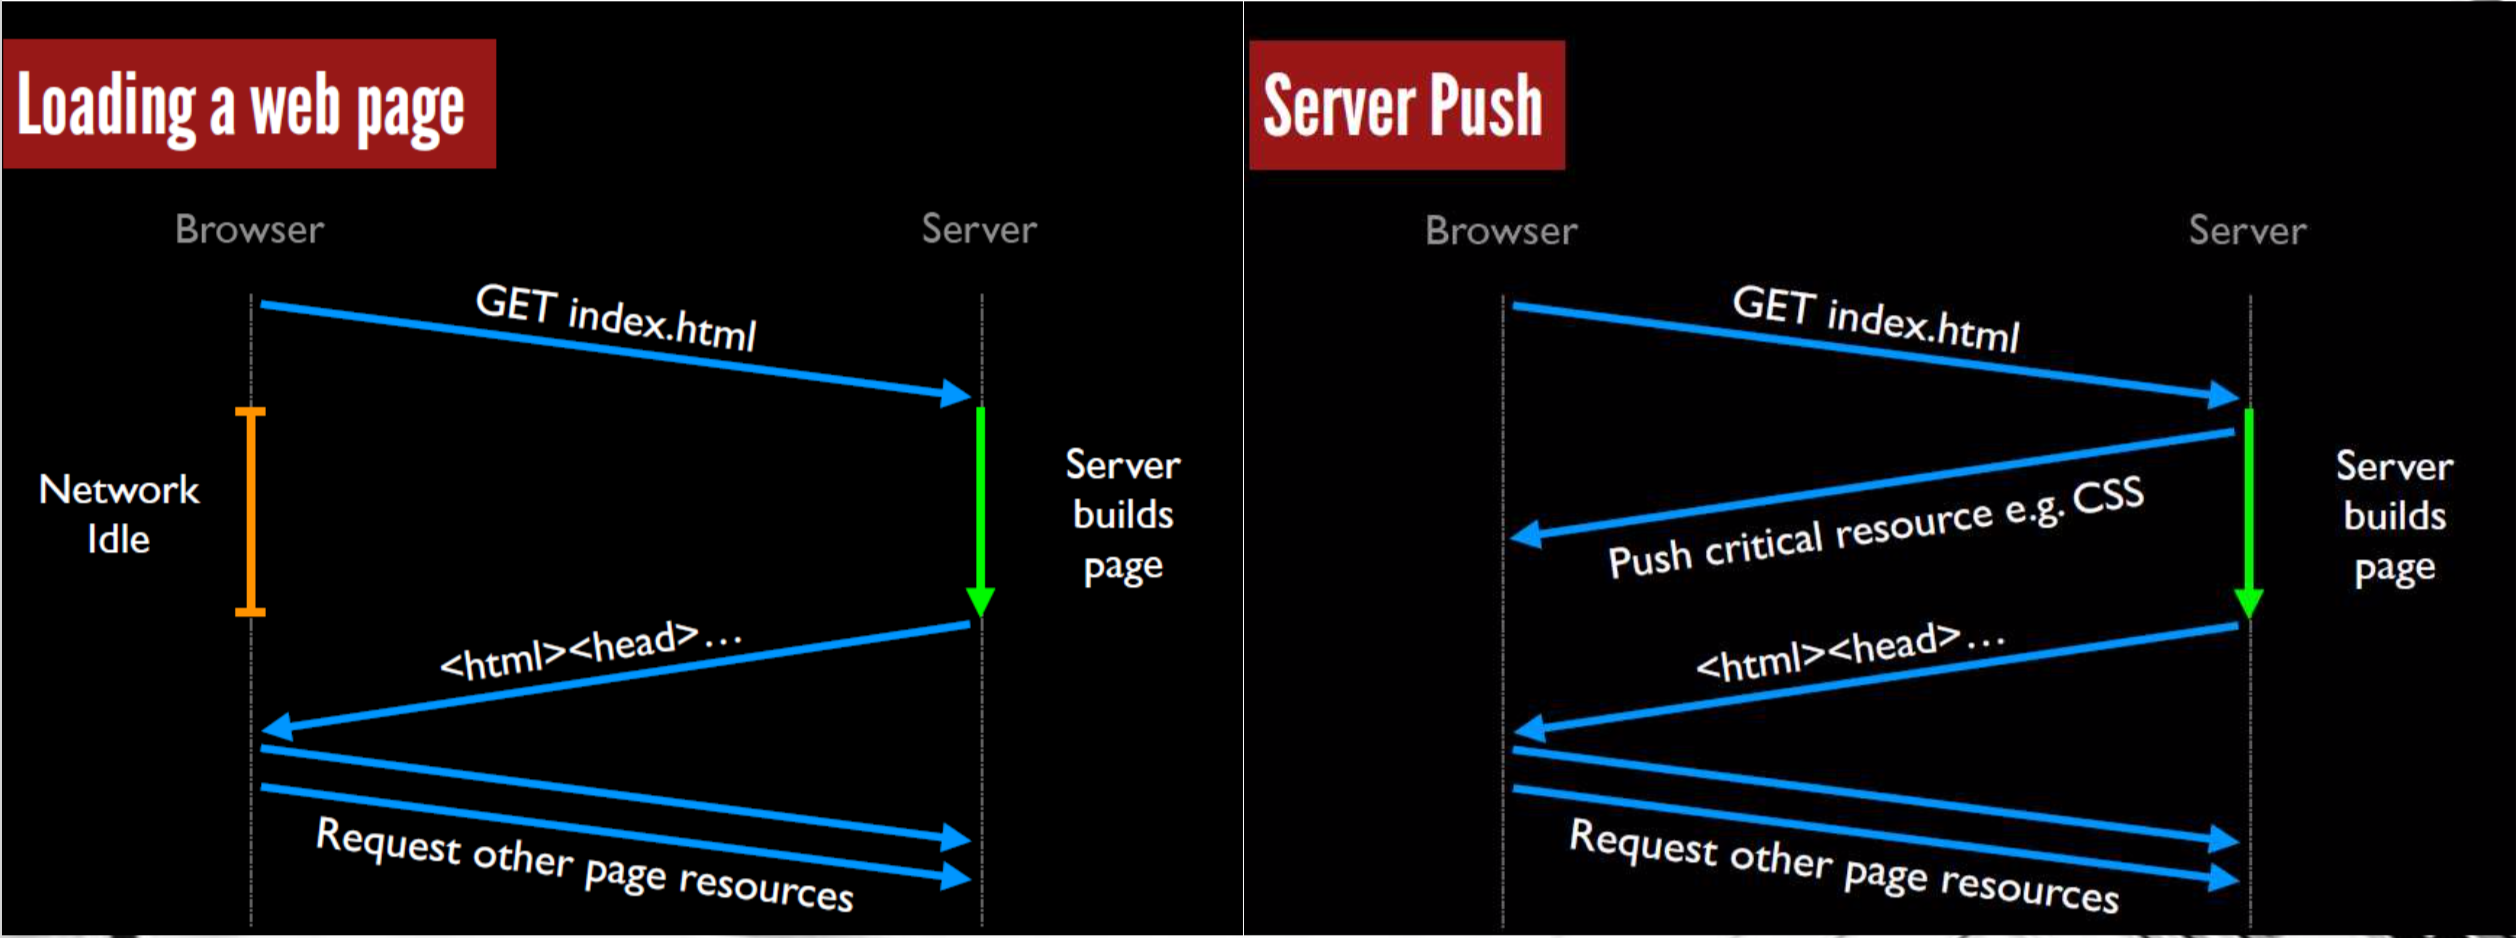 Loading a web page
Browser
Server
GET index.html
Network
Idle
Server
builds
page
<html><head>…
Request other page resources
Server Push
Browser
Server
GET index.html
Push critical resource e.g. CSS
Server
builds
page
<html><head>…
Request other page resources